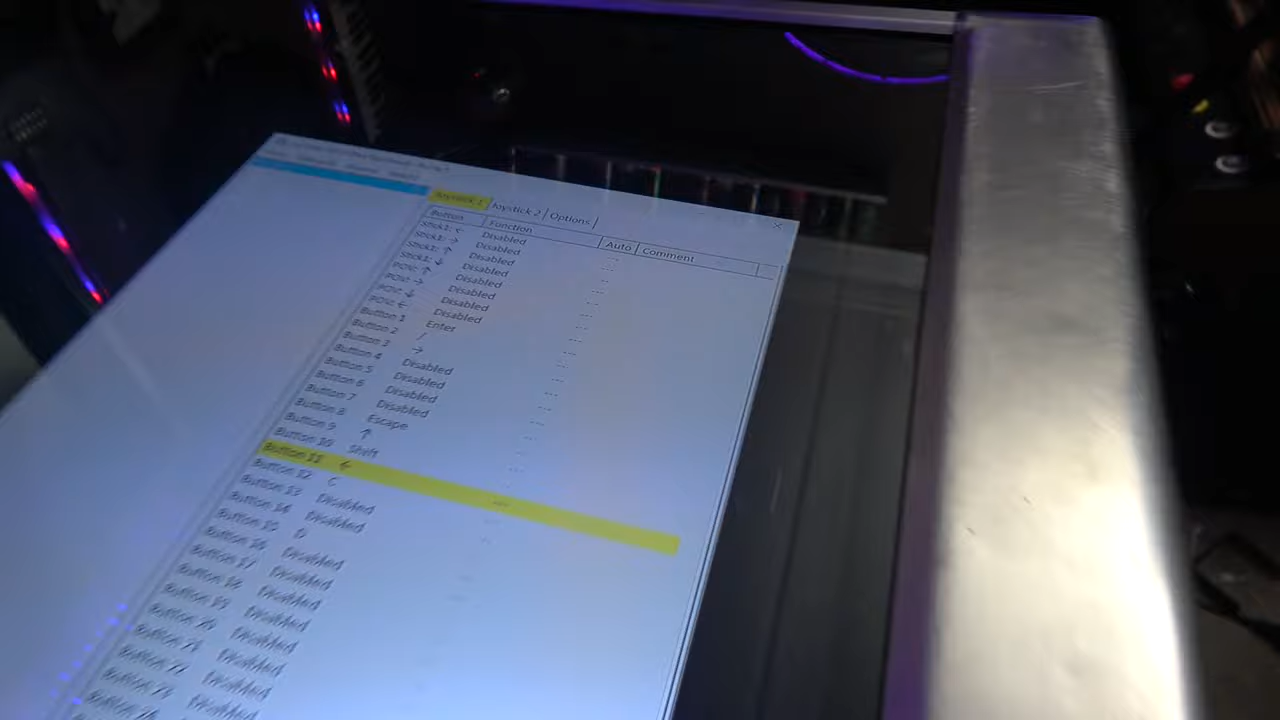 Joystick 1 Joystick 2 Options
Button Function Auto Comment
Stick1: ← Disabled ...
Stick1: → Disabled ...
Stick1: ↑ Disabled ...
Stick1: ↓ Disabled ...
POV: ↑ Disabled ...
POV: → Disabled ...
POV: ↓ Disabled ...
POV: ← Disabled ...
Button 1 Enter ...
Button 2 / ...
Button 3 → ...
Button 4 Disabled ...
Button 5 Disabled ...
Button 6 Disabled ...
Button 7 Disabled ...
Button 8 Escape ...
Button 9 ↑ ...
Button 10 Shift ...
Button 11 ← ...
Button 12 C ...
Button 13 Disabled
Button 14 Disabled
Button 15 D
Button 16 Disabled
Button 17 Disabled
Button 18 Disabled
Button 19 Disabled
Button 20 Disabled
Button 21 Disabled
Button 22 Disabled
Button 23 Disabled
Button 24